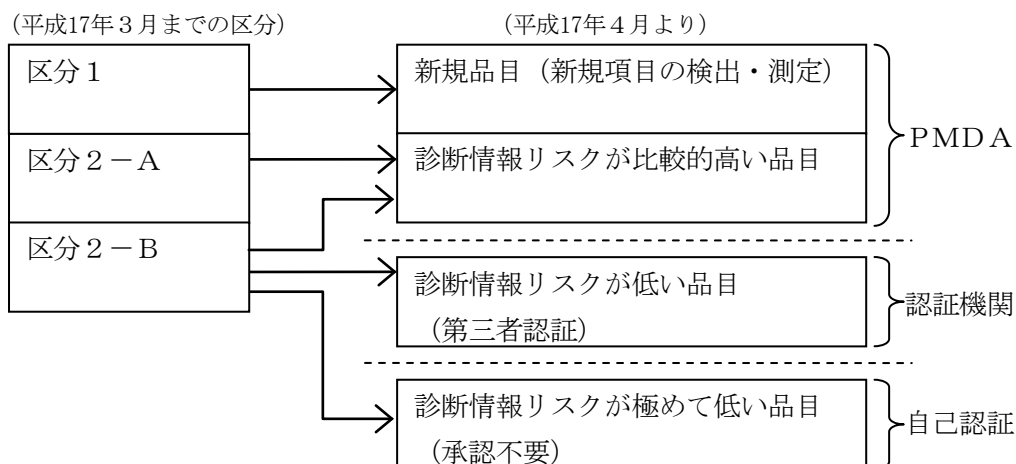 (平成17年3月までの区分)
(平成17年4月より)
区分1
新規品目(新規項目の検出・測定)
区分2-A
診断情報リスクが比較的高い品目
PMDA
区分2-B
診断情報リスクが低い品目
(第三者認証)
認証機関
診断情報リスクが極めて低い品目
(承認不要)
自己認証